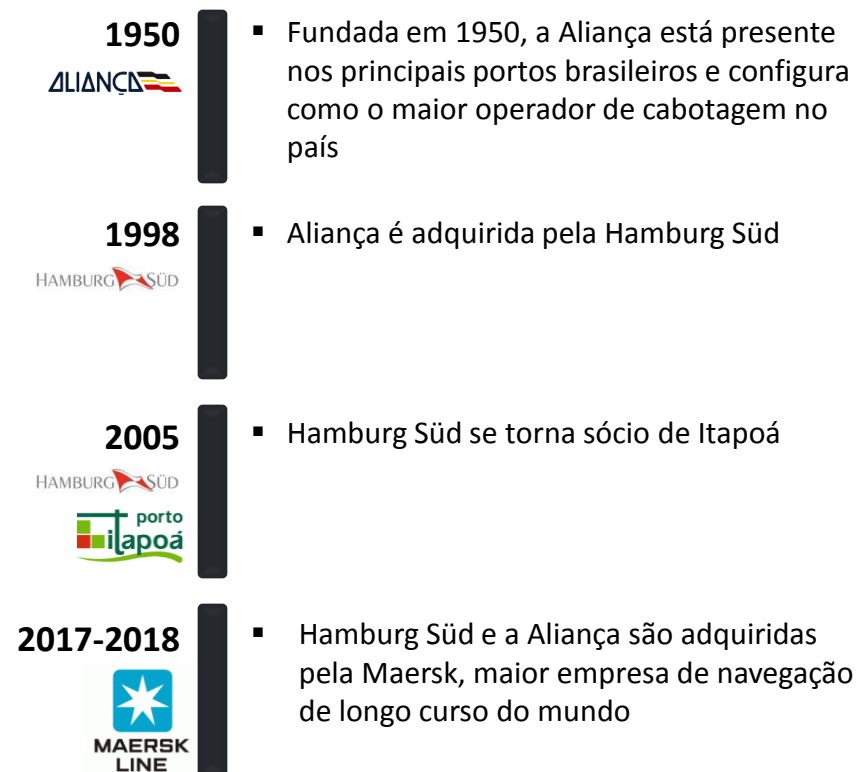 1950
ALIANÇA
▪ Fundada em 1950, a Aliança está presente
nos principais portos brasileiros e configura
como o maior operador de cabotagem no
país
1998
HAMBURG SÜD
▪ Aliança é adquirida pela Hamburg Süd
2005
HAMBURG SÜD
porto
itapoá
▪ Hamburg Süd se torna sócio de Itapoá
2017-2018
MAERSK
LINE
▪ Hamburg Süd e a Aliança são adquiridas
pela Maersk, maior empresa de navegação
de longo curso do mundo